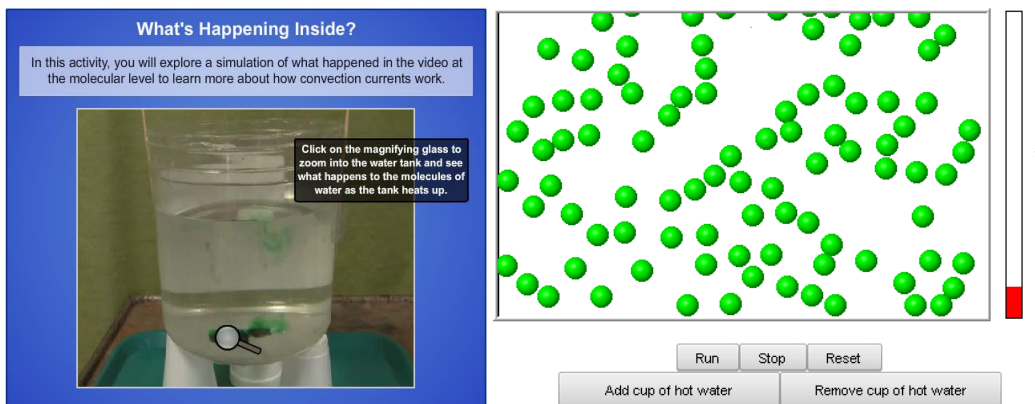 What's Happening Inside?
In this activity, you will explore a simulation of what happened in the video at
the molecular level to learn more about how convection currents work.
Click on the magnifying glass to
zoom into the water tank and see
what happens to the molecules of
water as the tank heats up.
Run Stop Reset
Add cup of hot water Remove cup of hot water